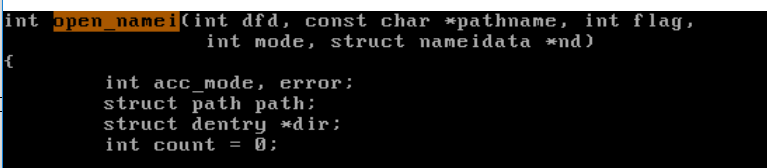 int open_namei(int dfd, const char *pathname, int flag,
int mode, struct nameidata *nd)
{
int acc_mode, error;
struct path path;
struct dentry *dir;
int count = 0;